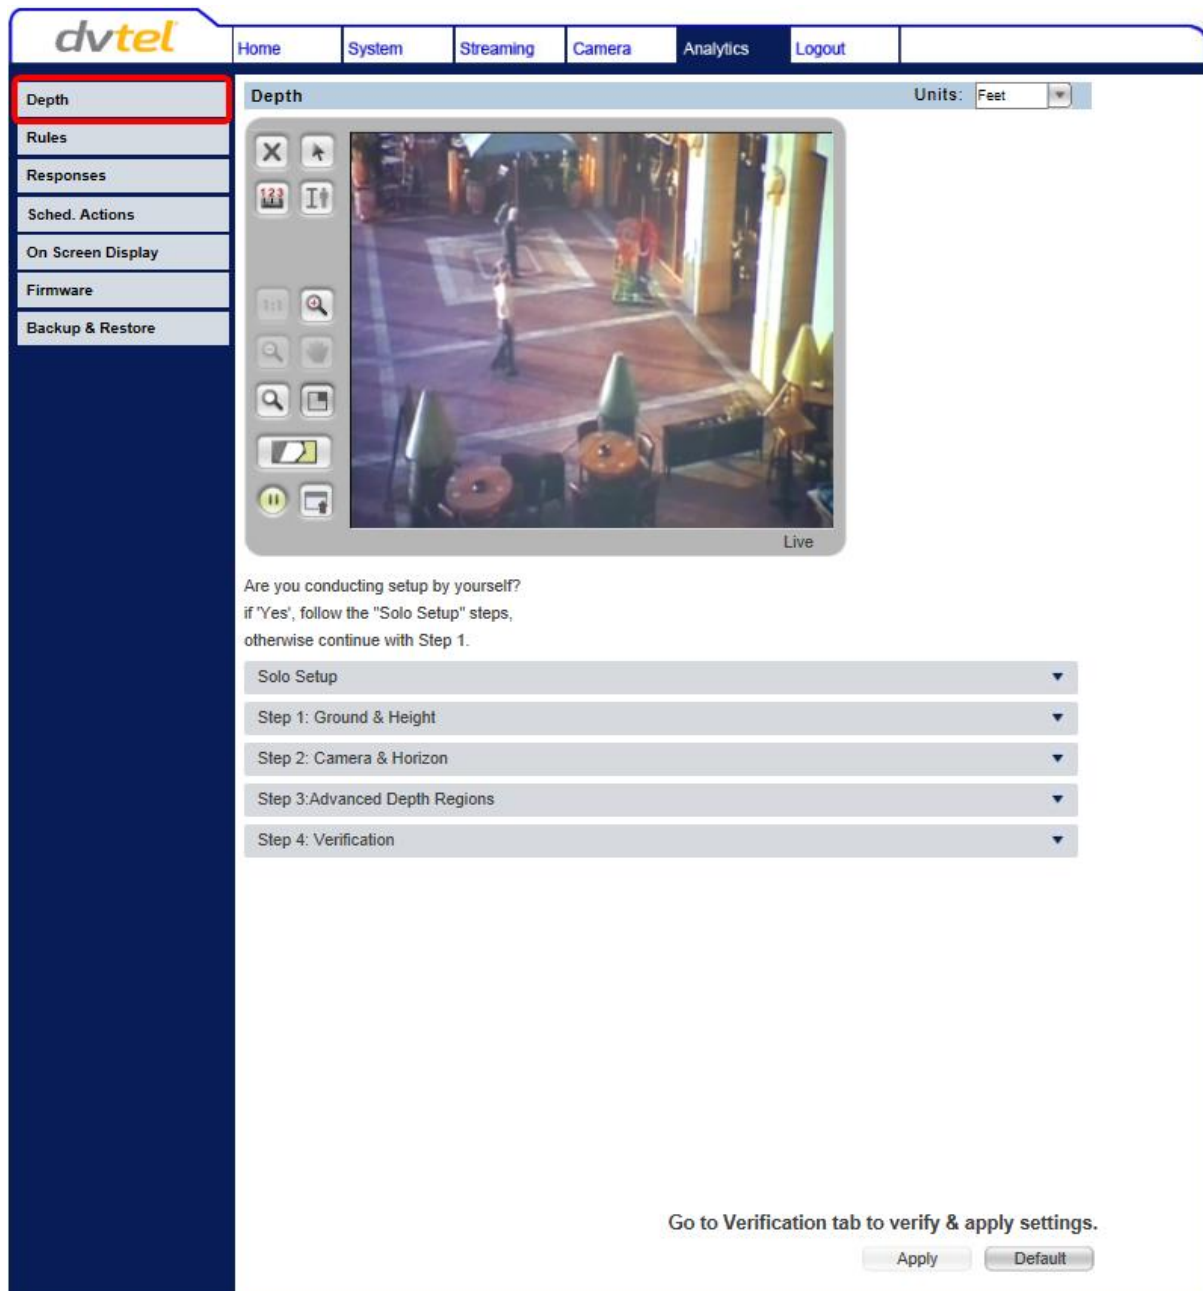 dvtel
Home System Streaming Camera Analytics Logout
Depth
Rules
Responses
Sched. Actions
On Screen Display
Firmware
Backup & Restore
Depth Units: Feet
123
1:1
Live
Are you conducting setup by yourself?
if 'Yes', follow the "Solo Setup" steps,
otherwise continue with Step 1.
Solo Setup
Step 1: Ground & Height
Step 2: Camera & Horizon
Step 3:Advanced Depth Regions
Step 4: Verification
Go to Verification tab to verify & apply settings.
Apply Default